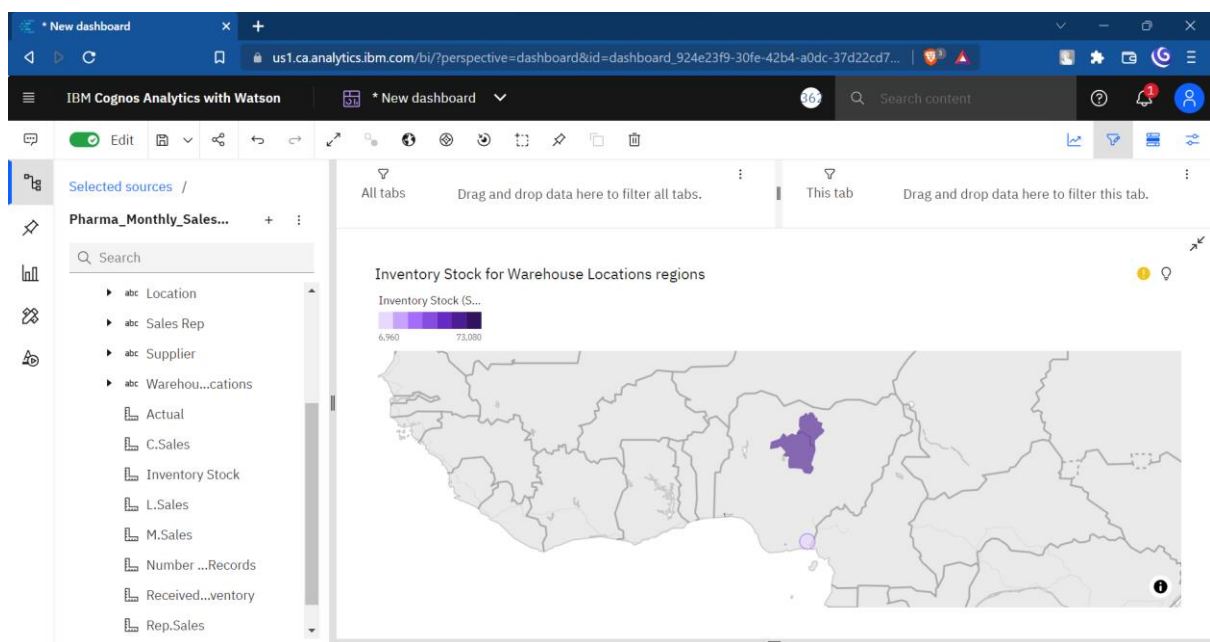 * New dashboard
us1.ca.analytics.ibm.com/bi/?perspective=dashboard&id=dashboard_924e23f9-30fe-42b4-a0dc-37d22cd7...
IBM Cognos Analytics with Watson
* New dashboard
362
Search content
1
Edit
Selected sources /
Pharma_Monthly_Sales...
Search
abc Location
abc Sales Rep
abc Supplier
abc Warehou...cations
Actual
C.Sales
Inventory Stock
L.Sales
M.Sales
Number ...Records
Received...ventory
Rep.Sales
All tabs
Drag and drop data here to filter all tabs.
This tab
Drag and drop data here to filter this tab.
Inventory Stock for Warehouse Locations regions
Inventory Stock (S...
6,960 73,080